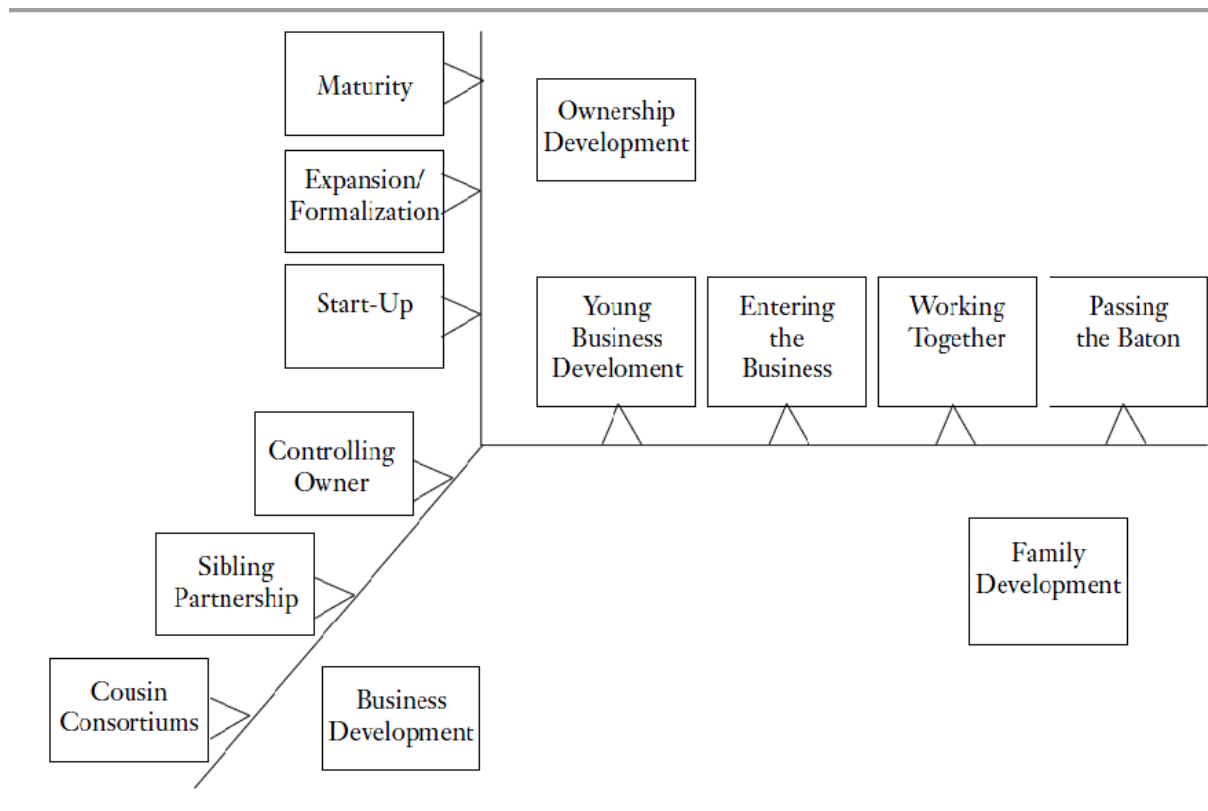 Maturity
Ownership
Development
Expansion/
Formalization
Start-Up
Young
Business
Develoment
Entering
the
Business
Working
Together
Passing
the Baton
Controlling
Owner
Sibling
Partnership
Family
Development
Cousin
Consortiums
Business
Development